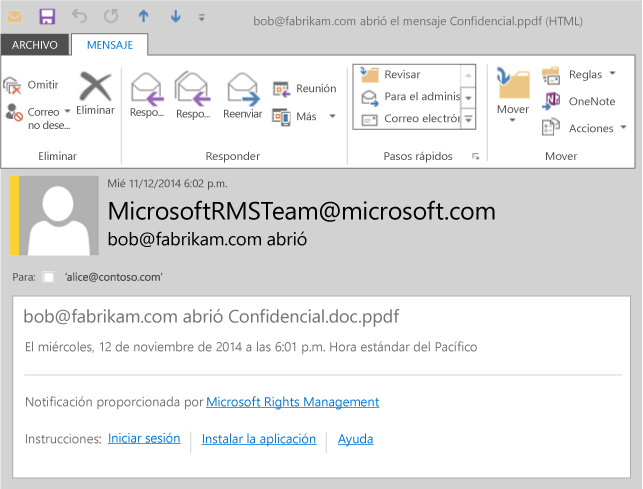 bob@fabrikam.com abrió el mensaje Confidencial.ppdf (HTML)
ARCHIVO MENSAJE
Omitir
Correo no dese...
Eliminar
Respo...
Respo...
Reenviar
Reunión
Más
Revisar
Para el adminis
Correo electrón
Mover
Reglas
OneNote
Acciones
Eliminar Responder Pasos rápidos Mover
Mié 11/12/2014 6:02 p.m.
MicrosoftRMSTeam@microsoft.com
bob@fabrikam.com abrió
Para: 'alice@contoso.com'
bob@fabrikam.com abrió Confidencial.doc.ppdf
El miércoles, 12 de noviembre de 2014 a las 6:01 p.m. Hora estándar del Pacífico
Notificación proporcionada por Microsoft Rights Management
Instrucciones: Iniciar sesión Instalar la aplicación Ayuda